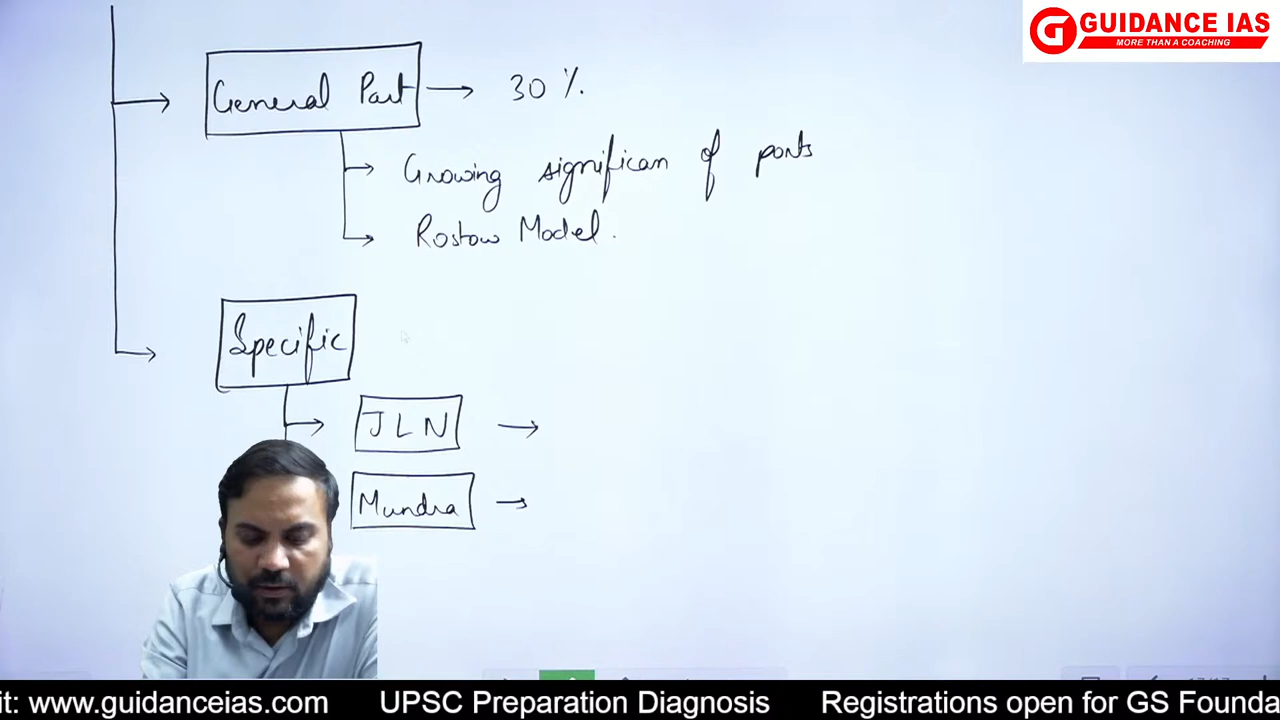 GUIDANCE IAS
MORE THAN A COACHING
General Part → 30 %
Growing significan of ports
Rostow Model.
Specific
JLN →
Mundra →
it: www.guidanceias.com UPSC Preparation Diagnosis Registrations open for GS Founda